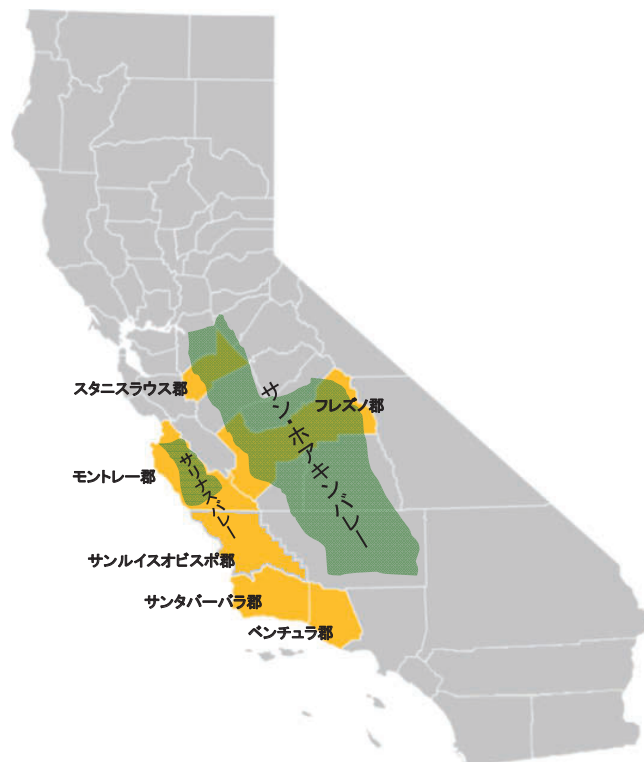 スタニスラウス郡
サン・ホアキンバレー
フレズノ郡
モントレー郡
サリナスバレー
サンルイスオビスポ郡
サンタバーバラ郡
ベンチュラ郡